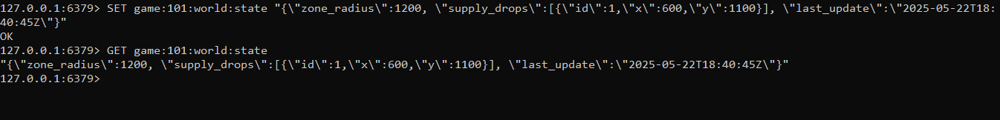 127.0.0.1:6379> SET game:101:world:state "{\"zone_radius\":1200, \"supply_drops\":[{\"id\":1,\"x\":600,\"y\":1100}], \"last_update\":\"2025-05-22T18:
40:45Z\"}"
OK
127.0.0.1:6379> GET game:101:world:state
"{\"zone_radius\":1200, \"supply_drops\":[{\"id\":1,\"x\":600,\"y\":1100}], \"last_update\":\"2025-05-22T18:40:45Z\"}"
127.0.0.1:6379>